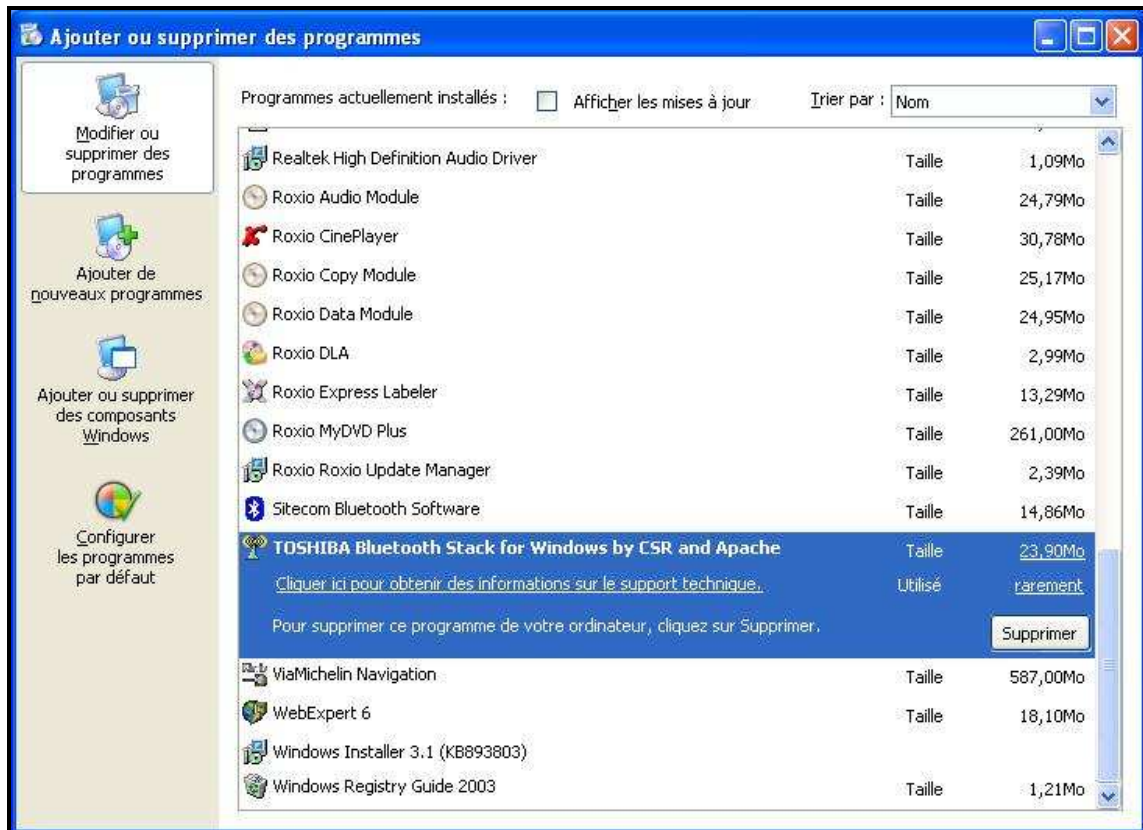 Ajouter ou supprimer des programmes
Modifier ou
supprimer des
programmes
Ajouter de
nouveaux programmes
Ajouter ou supprimer
des composants
Windows
Configurer
les programmes
par défaut
Programmes actuellement installés : Afficher les mises à jour Trier par : Nom
Realtek High Definition Audio Driver Taille 1,09Mo
Roxio Audio Module Taille 24,79Mo
Roxio CinePlayer Taille 30,78Mo
Roxio Copy Module Taille 25,17Mo
Roxio Data Module Taille 24,95Mo
Roxio DLA Taille 2,99Mo
Roxio Express Labeler Taille 13,29Mo
Roxio MyDVD Plus Taille 261,00Mo
Roxio Roxio Update Manager Taille 2,39Mo
Sitecom Bluetooth Software Taille 14,86Mo
TOSHIBA Bluetooth Stack for Windows by CSR and Apache Taille 23,90Mo
Cliquer ici pour obtenir des informations sur le support technique. Utilisé rarement
Pour supprimer ce programme de votre ordinateur, cliquez sur Supprimer. Supprimer
ViaMichelin Navigation Taille 587,00Mo
WebExpert 6 Taille 18,10Mo
Windows Installer 3.1 (KB893803)
Windows Registry Guide 2003 Taille 1,21Mo